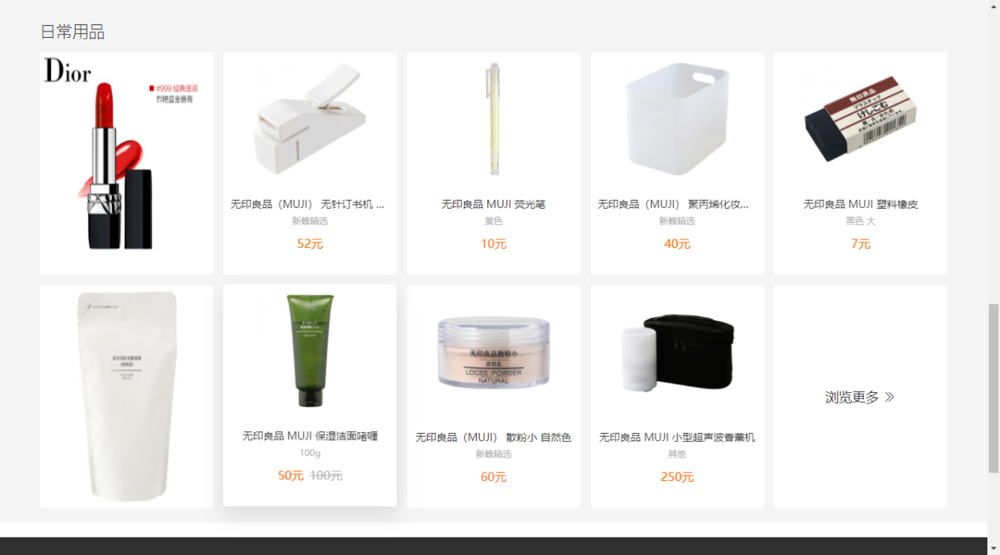 日常用品
Dior
#999 经典滋润
烈艳蓝金唇膏
無印良品
プラスチック
けしごむ
黒・大・かため
无印良品（MUJI） 无针订书机 ...
新蜂精选
52元
无印良品 MUJI 荧光笔
黄色
10元
无印良品（MUJI） 聚丙烯化妆...
新蜂精选
40元
无印良品 MUJI 塑料橡皮
黑色 大
7元
无印良品散粉小
自然色
LOOSE POWDER
NATURAL
无印良品 MUJI 保湿洁面啫喱
100g
50元 100元
无印良品（MUJI） 散粉小 自然色
新蜂精选
60元
无印良品 MUJI 小型超声波香薰机
其他
250元
浏览更多 »